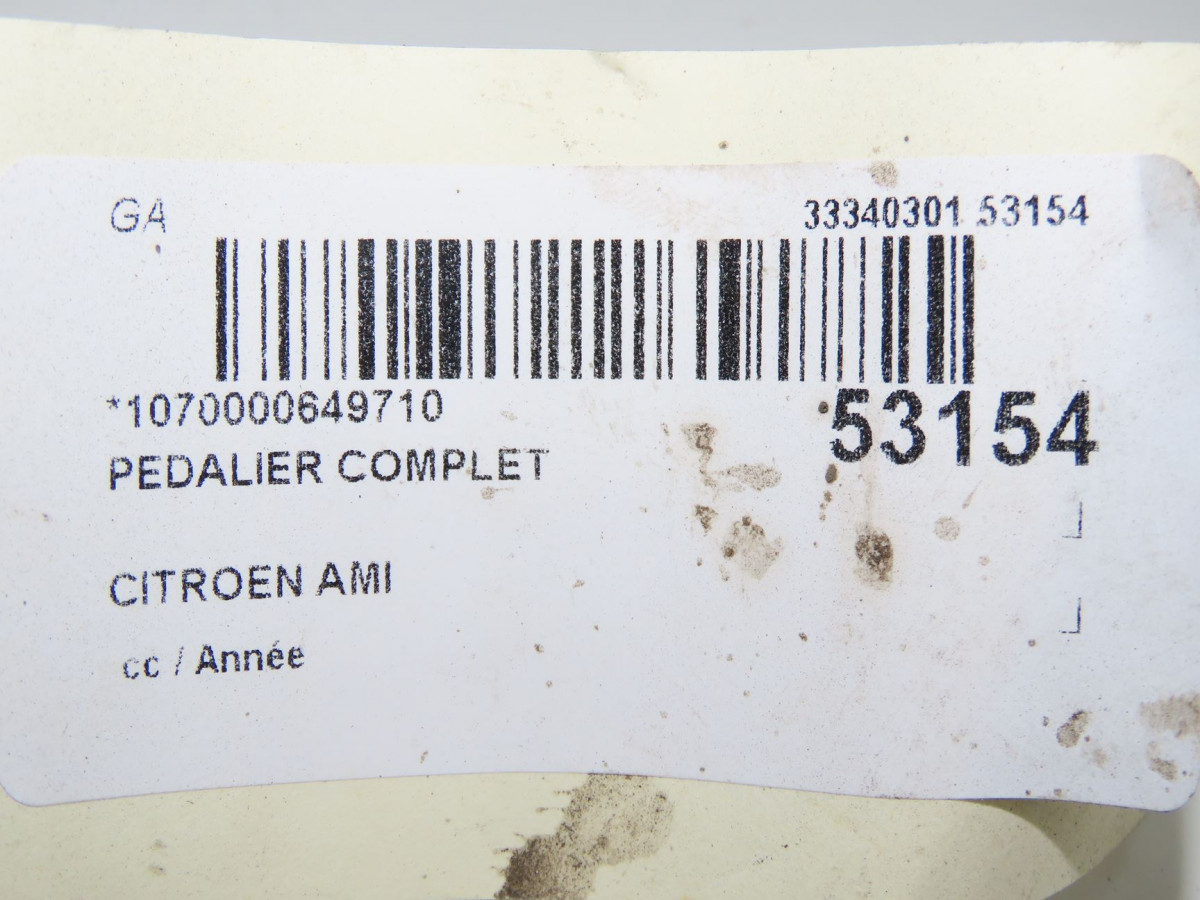 GA
33340301 53154
*1070000649710
53154
PEDALIER COMPLET
CITROEN AMI
cc / Année